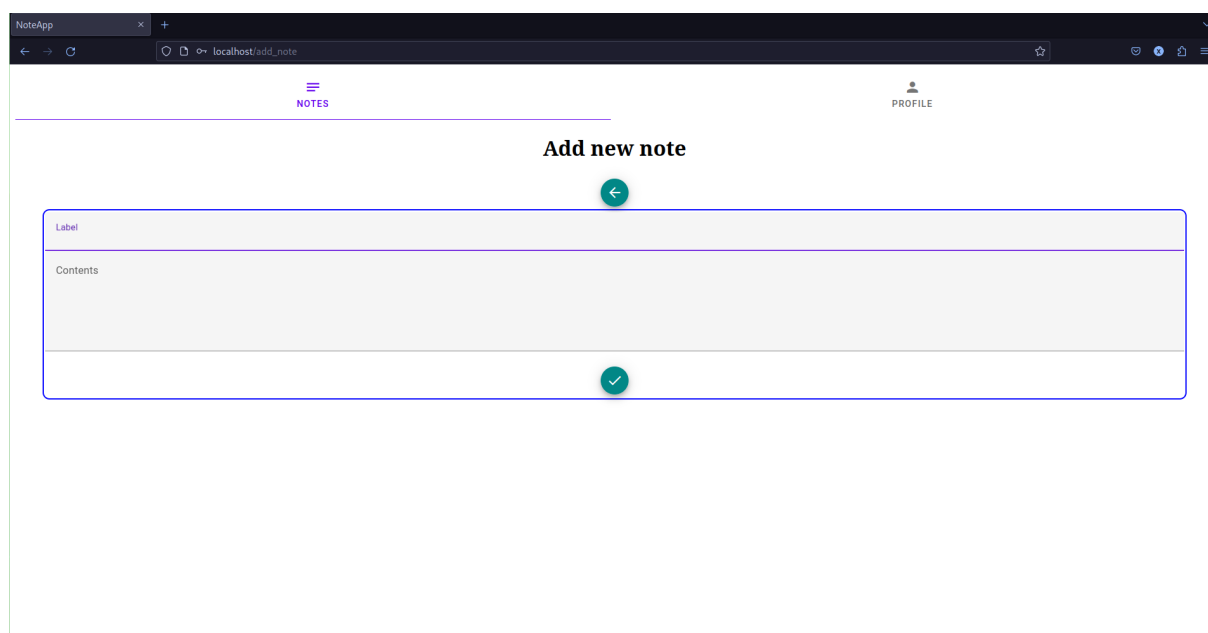 NoteApp
localhost/add_note
NOTES
PROFILE
Add new note
Label
Contents